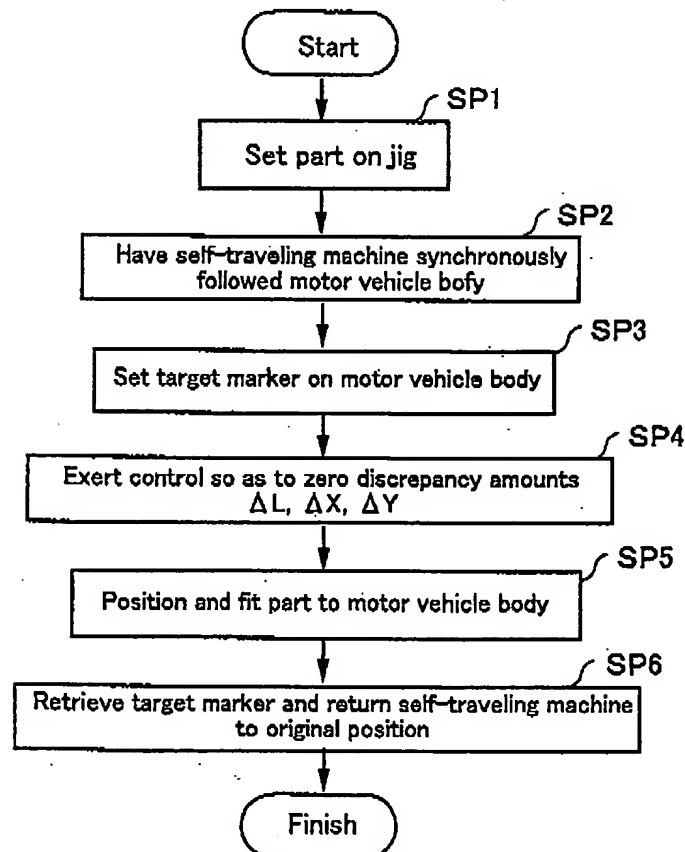 Start
SP1
Set part on jig
SP2
Have self-traveling machine synchronously
followed motor vehicle bofy
SP3
Set target marker on motor vehicle body
SP4
Exert control so as to zero discrepancy amounts
ΔL, ΔX, ΔY
SP5
Position and fit part to motor vehicle body
SP6
Retrieve target marker and return self-traveling machine
to original position
Finish